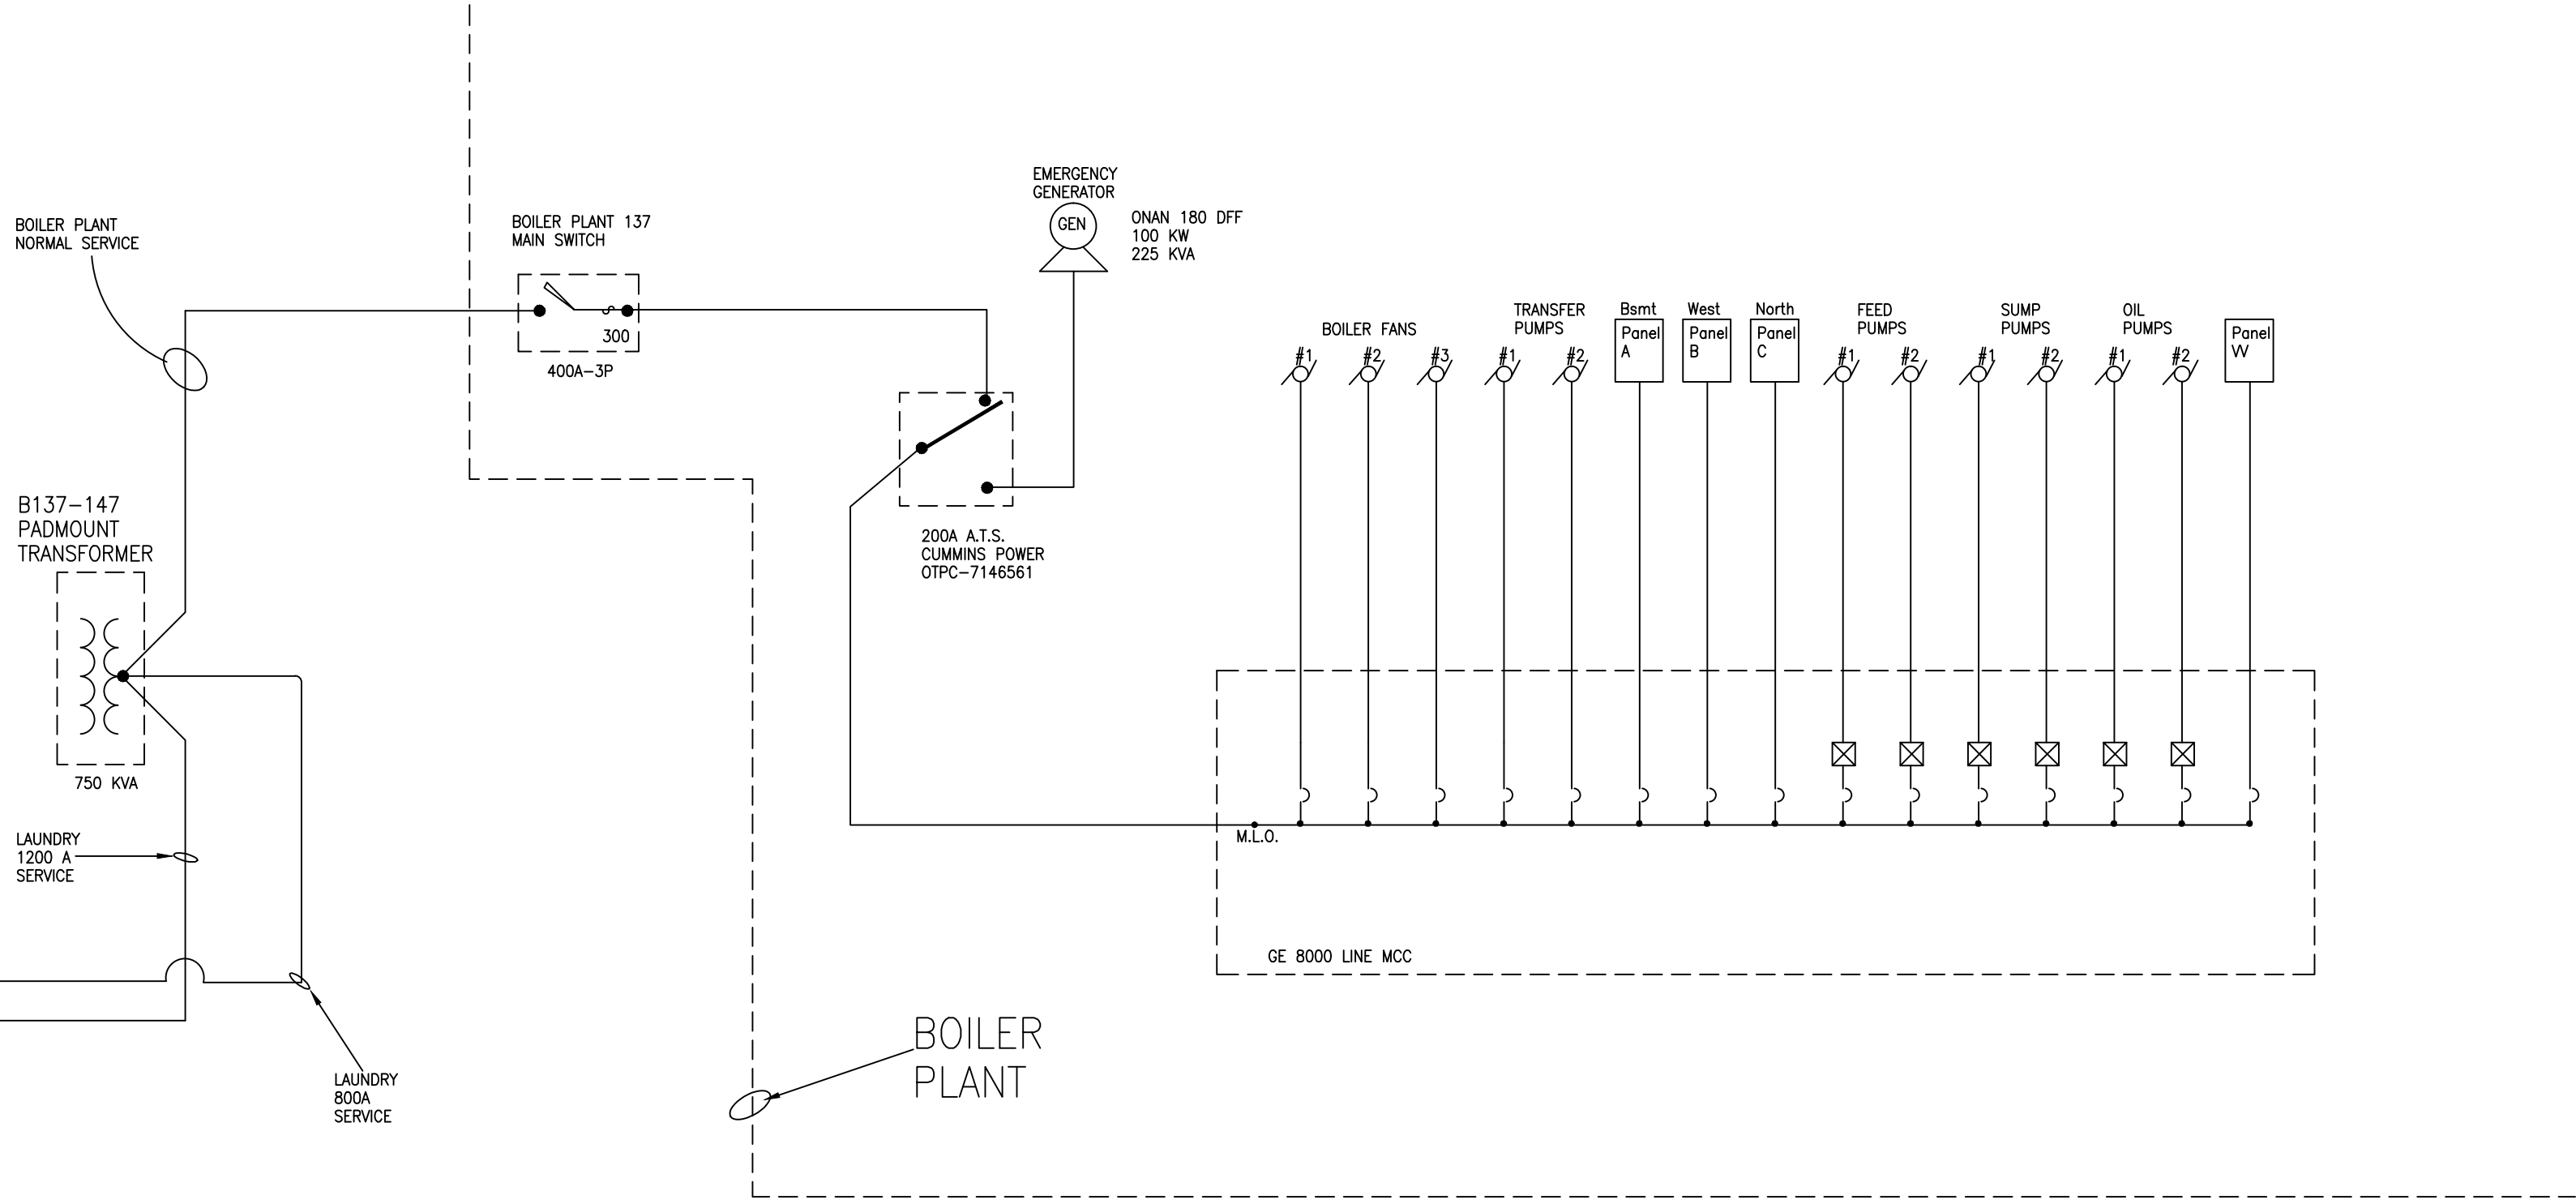 EMERGENCY
GENERATOR
GEN
ONAN 180 DFF
100 KW
225 KVA
BOILER PLANT
NORMAL SERVICE
BOILER PLANT 137
MAIN SWITCH
300
400A-3P
BOILER FANS
#1
#2
#3
TRANSFER
PUMPS
#1
#2
Bsmt
Panel
A
West
Panel
B
North
Panel
C
FEED
PUMPS
#1
#2
SUMP
PUMPS
#1
#2
OIL
PUMPS
#1
#2
Panel
W
B137-147
PADMOUNT
TRANSFORMER
750 KVA
200A A.T.S.
CUMMINS POWER
OTPC-7146561
LAUNDRY
1200 A
SERVICE
M.L.O.
GE 8000 LINE MCC
BOILER
PLANT
LAUNDRY
800A
SERVICE